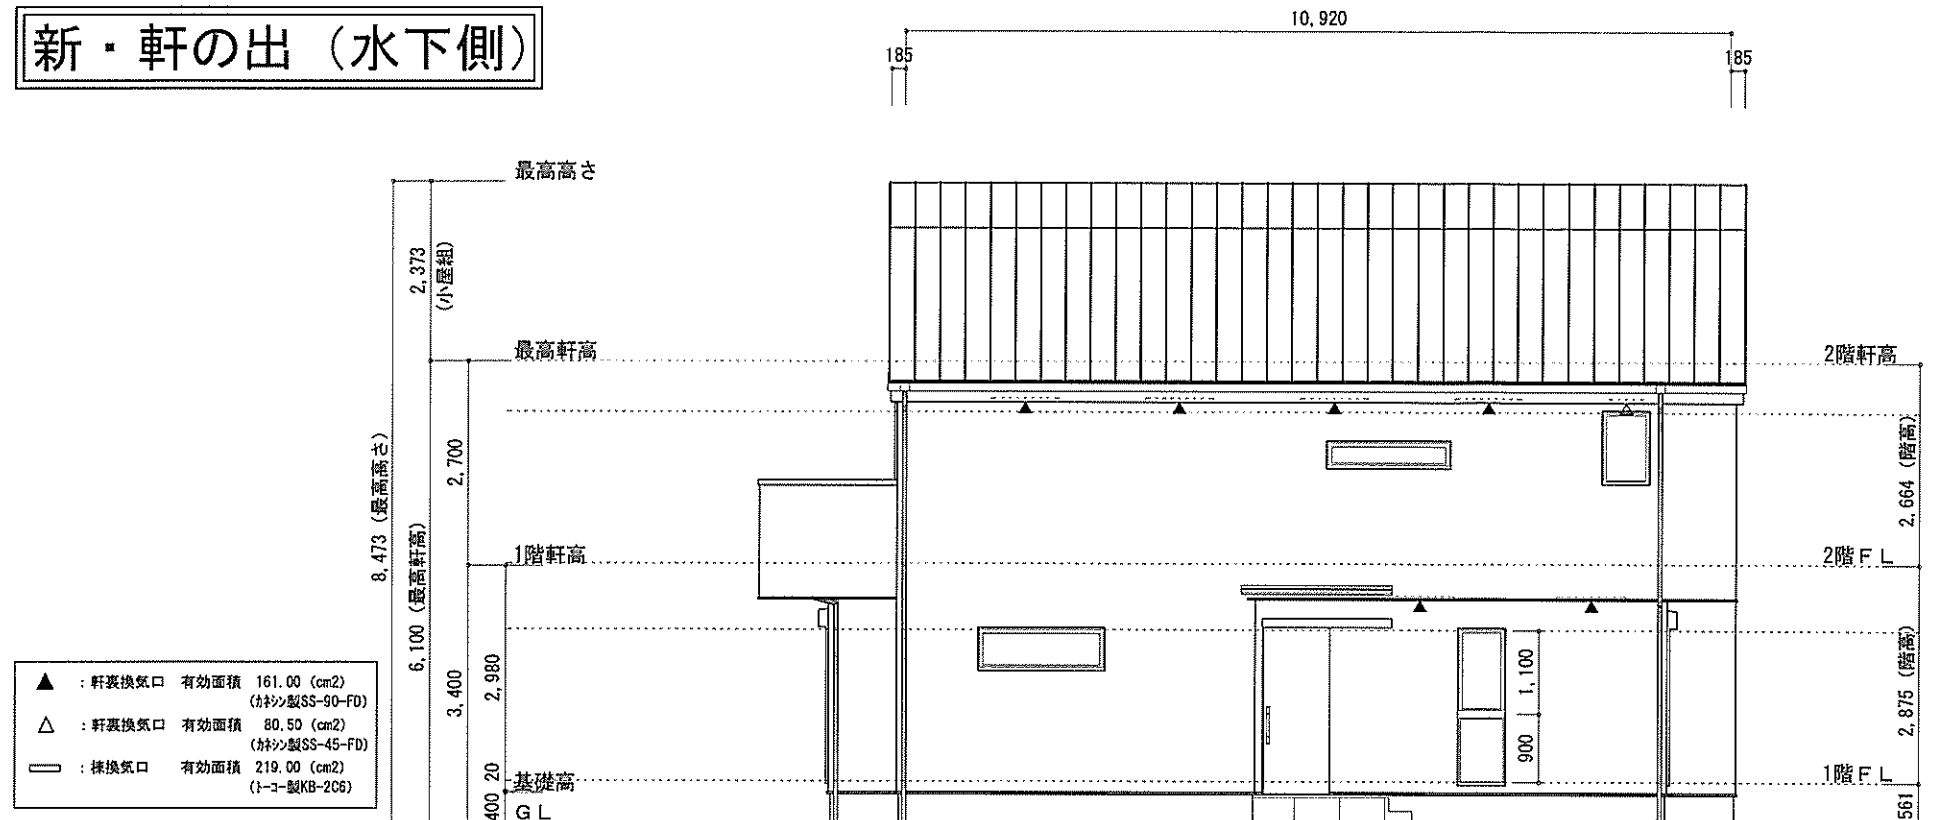 新・軒の出（水下側）
10,920
185
185
最高高さ
2,373
(小屋組)
最高軒高
2階軒高
8,473 (最高高さ)
6,100 (最高軒高)
2,700
2,664 (階高)
1階軒高
2階ＦＬ
3,400
2,980
1,100
900
2,875 (階高)
20
基礎高
1階ＦＬ
400
ＧＬ
561
▲ ：軒裏換気口 有効面積 161.00 (cm2)
(ｶﾈｼﾝ製SS-90-FD)
△ ：軒裏換気口 有効面積 80.50 (cm2)
(ｶﾈｼﾝ製SS-45-FD)
：棟換気口 有効面積 219.00 (cm2)
(ﾄｰｺｰ製KB-2C6)